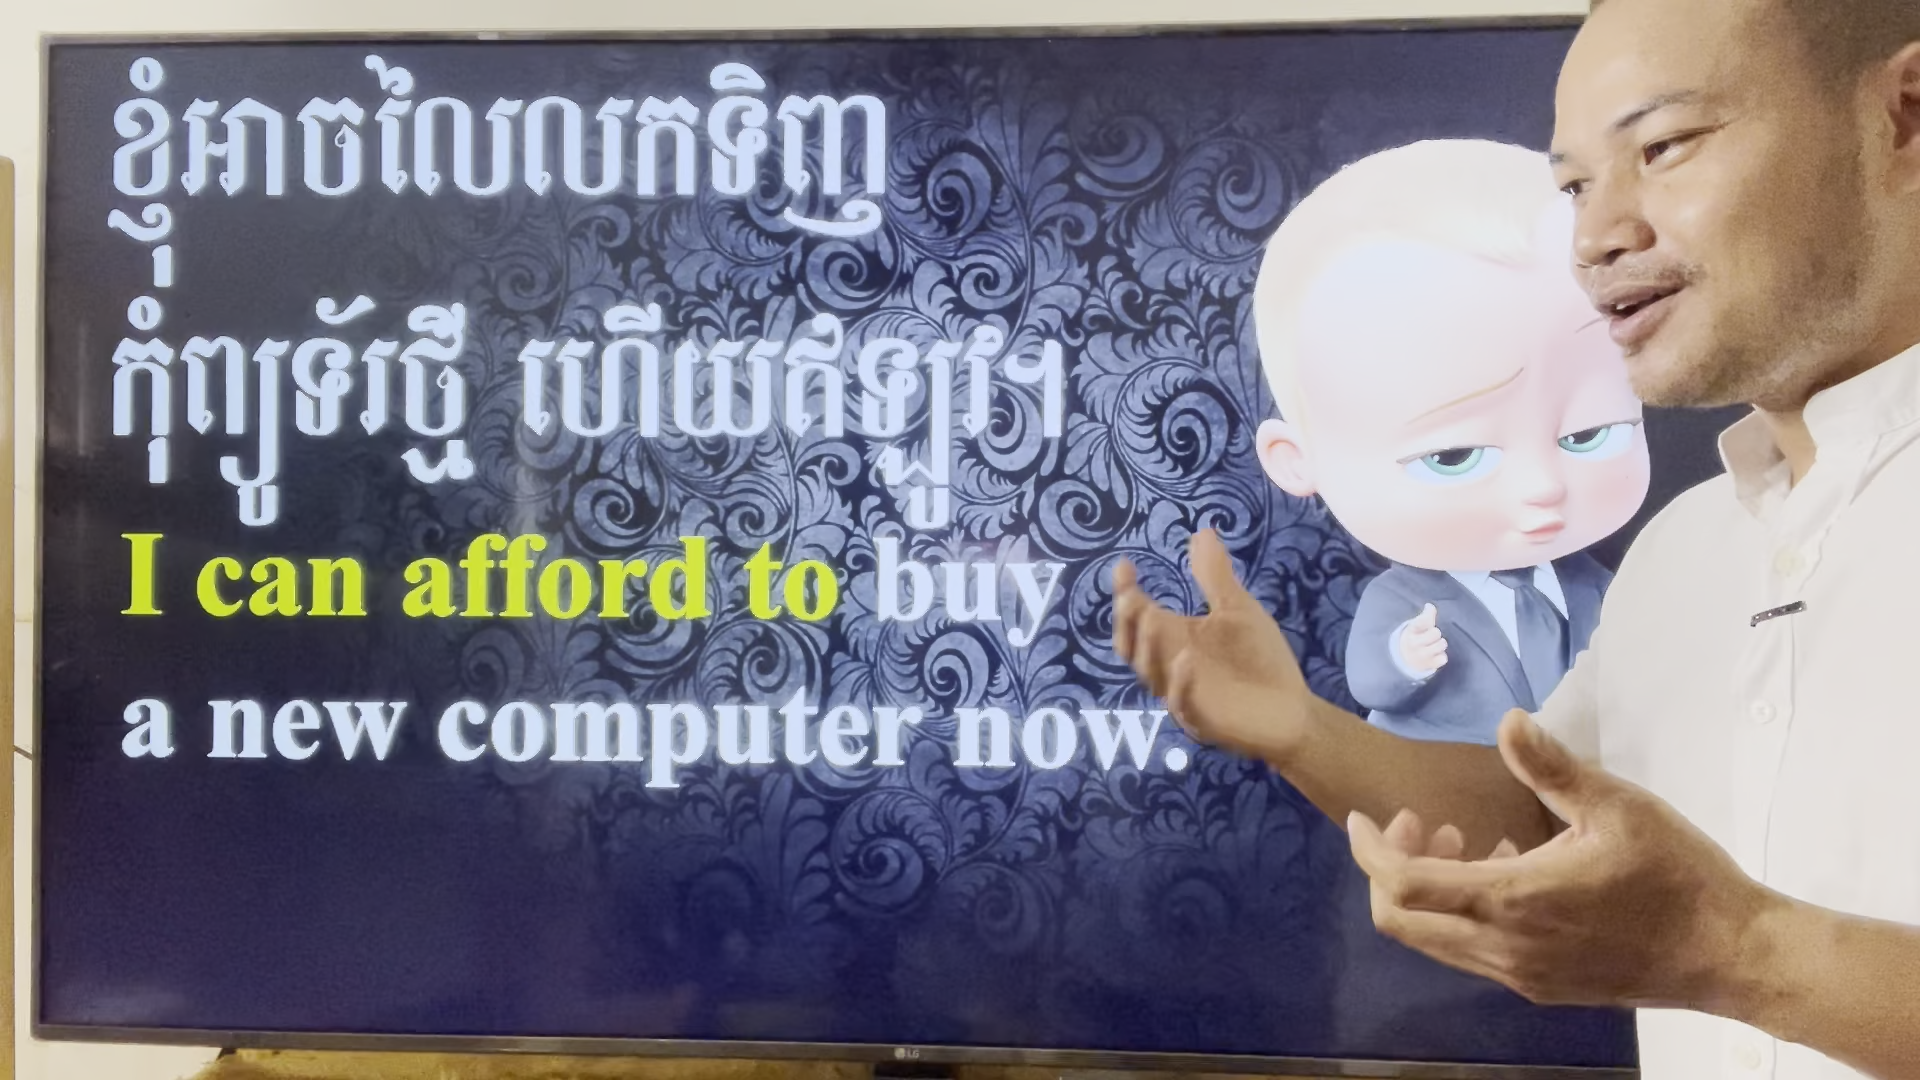 ខ្ញុំអាចលៃលកទិញ
កុំព្យូទ័រថ្មី ហើយឥឡូវ។
I can afford to buy
a new computer now.
LG